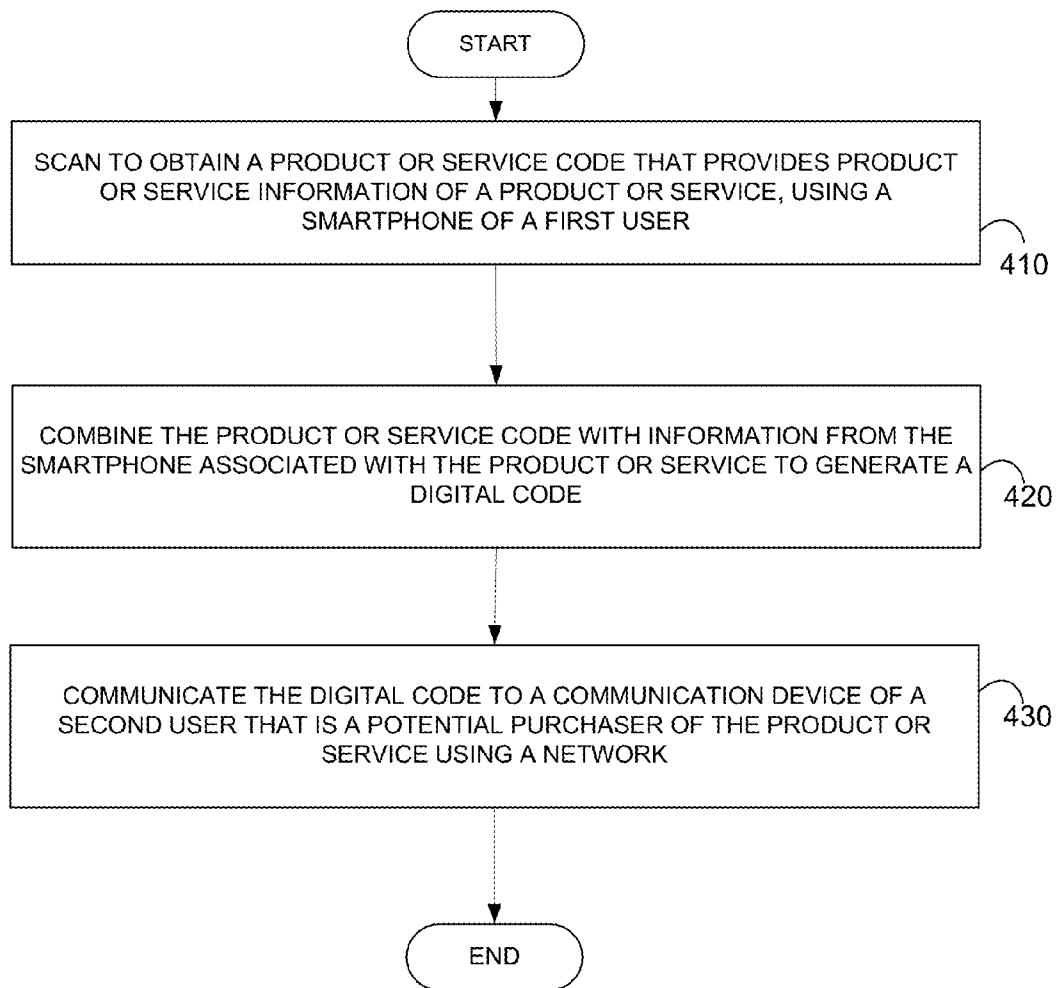 START
SCAN TO OBTAIN A PRODUCT OR SERVICE CODE THAT PROVIDES PRODUCT
OR SERVICE INFORMATION OF A PRODUCT OR SERVICE, USING A
SMARTPHONE OF A FIRST USER
410
COMBINE THE PRODUCT OR SERVICE CODE WITH INFORMATION FROM THE
SMARTPHONE ASSOCIATED WITH THE PRODUCT OR SERVICE TO GENERATE A
DIGITAL CODE
420
COMMUNICATE THE DIGITAL CODE TO A COMMUNICATION DEVICE OF A
SECOND USER THAT IS A POTENTIAL PURCHASER OF THE PRODUCT OR
SERVICE USING A NETWORK
430
END